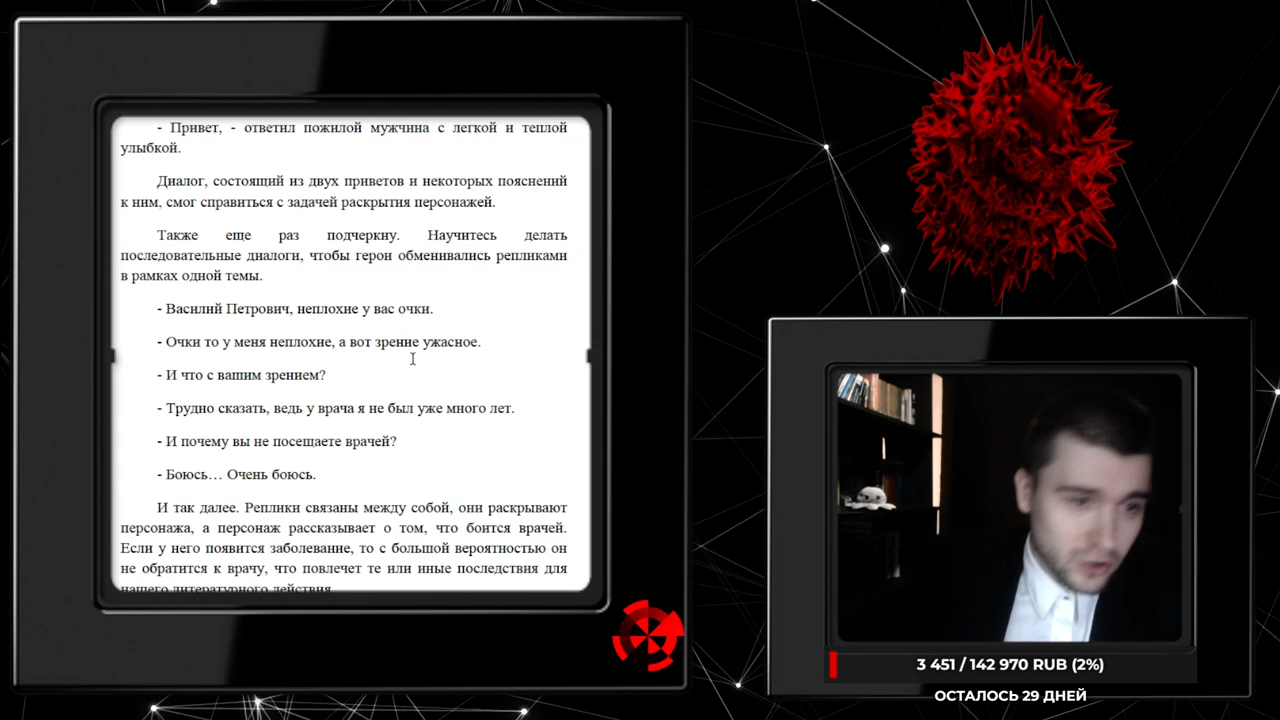 - Привет, - ответил пожилой мужчина с легкой и теплой
улыбкой.
Диалог, состоящий из двух приветов и некоторых пояснений
к ним, смог справиться с задачей раскрытия персонажей.
Также еще раз подчеркну. Научитесь делать
последовательные диалоги, чтобы герои обменивались репликами
в рамках одной темы.
- Василий Петрович, неплохие у вас очки.
- Очки то у меня неплохие, а вот зрение ужасное.
- И что с вашим зрением?
- Трудно сказать, ведь у врача я не был уже много лет.
- И почему вы не посещаете врачей?
- Боюсь… Очень боюсь.
И так далее. Реплики связаны между собой, они раскрывают
персонажа, а персонаж рассказывает о том, что боится врачей.
Если у него появится заболевание, то с большой вероятностью он
не обратится к врачу, что повлечет те или иные последствия для
нашего литературного действия.
3 451 / 142 970 RUB (2%)
ОСТАЛОСЬ 29 ДНЕЙ